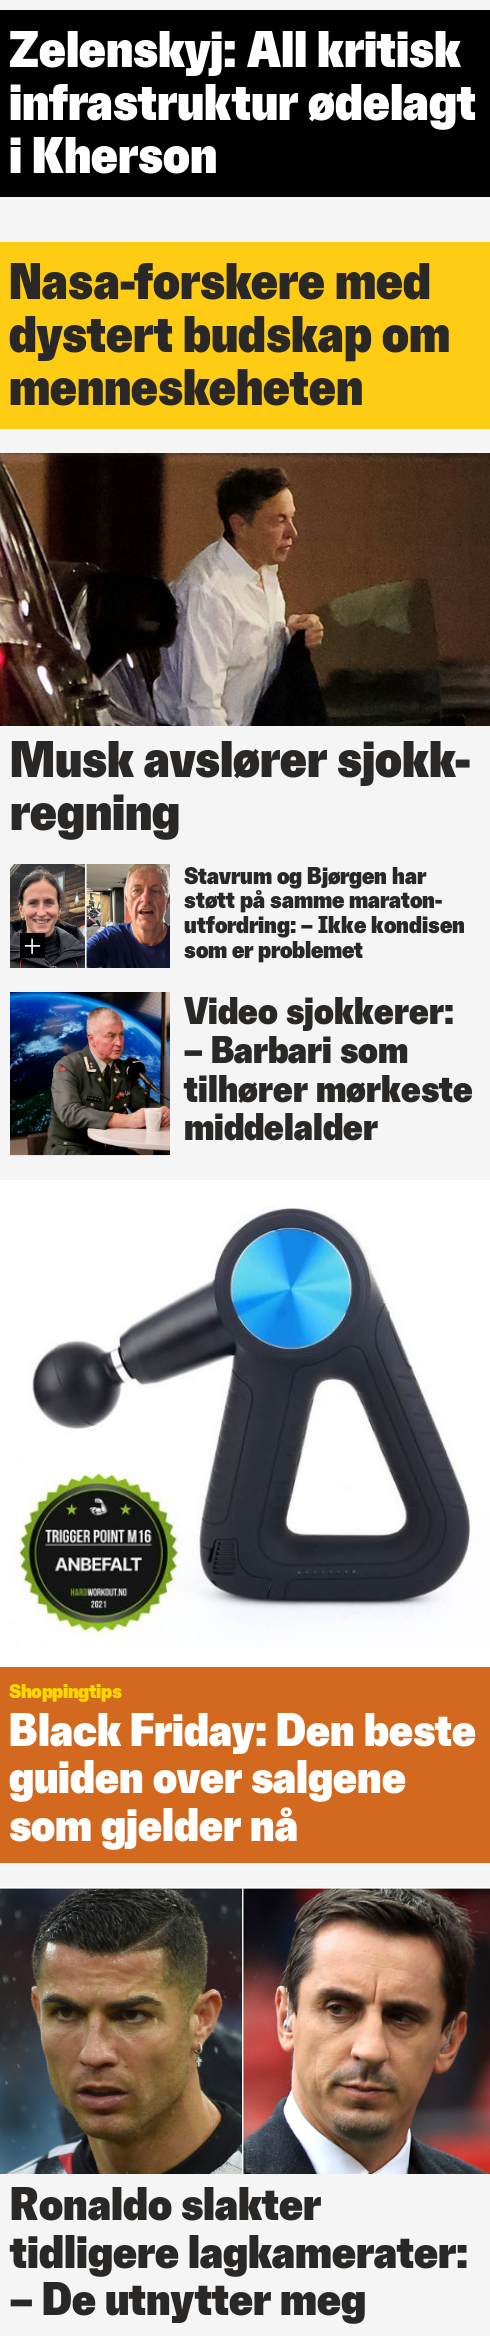 Zelenskyj: All kritisk
infrastruktur ødelagt
i Kherson
Nasa-forskere med
dystert budskap om
menneskeheten
Musk avslører sjokk-
regning
Stavrum og Bjørgen har
støtt på samme maraton-
utfordring: – Ikke kondisen
som er problemet
Video sjokkerer:
– Barbari som
tilhører mørkeste
middelalder
TRIGGER POINT M16
ANBEFALT
HARDWORKOUT.NO
2021
Shoppingtips
Black Friday: Den beste
guiden over salgene
som gjelder nå
Ronaldo slakter
tidligere lagkamerater:
– De utnytter meg